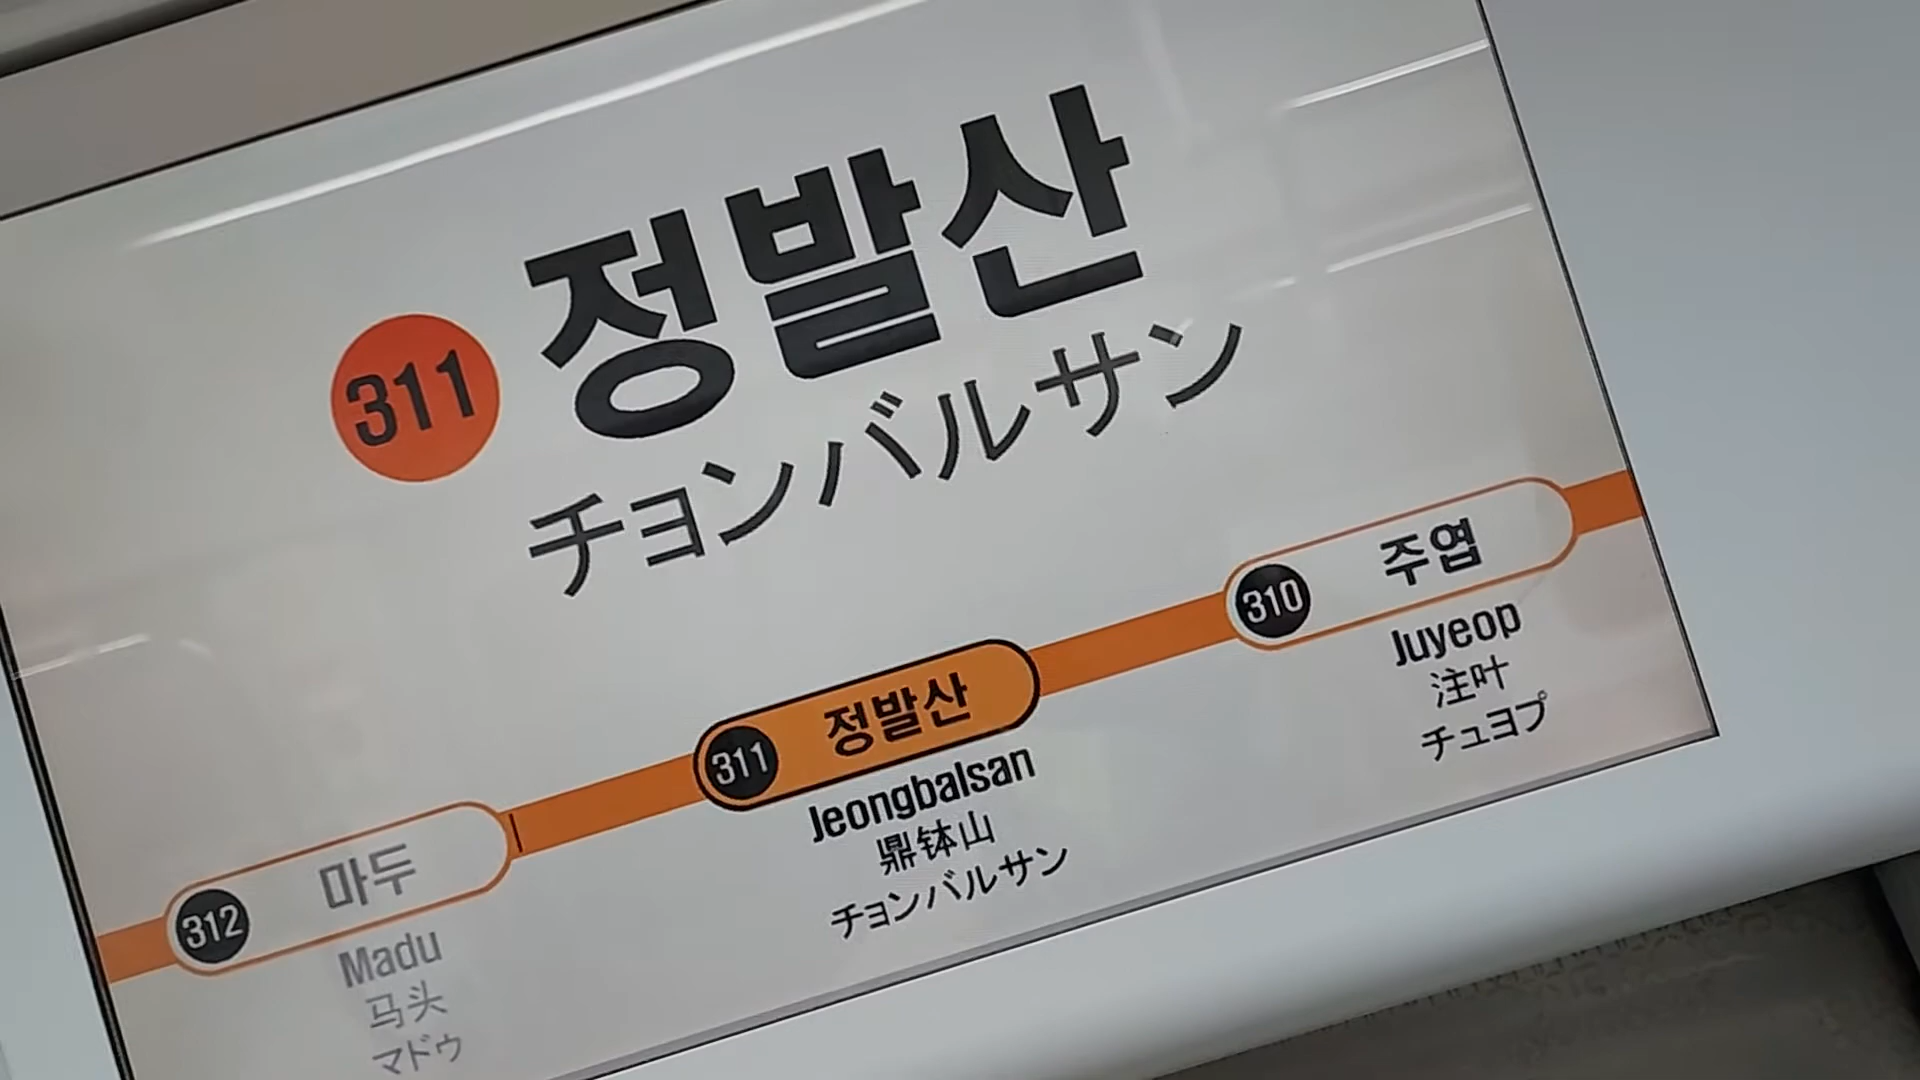 311 정발산
チョンバルサン
312 마두
Madu
马头
マドゥ
311 정발산
Jeongbalsan
鼎钵山
チョンバルサン
310 주엽
Juyeop
注叶
チュヨプ